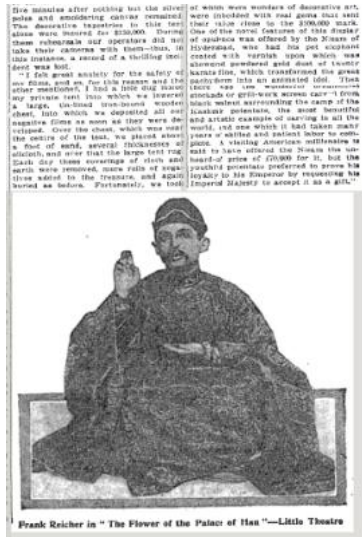 five minutes after nothing but the silver
poles and smouldering canvas remained.
The decorative tapestries in this tent
alone were insured for $250,000. During
these rehearsals our operators did not
take their cameras with them—thus, in
this instance, a record of a thrilling inci-
dent was lost.
"I felt great anxiety for the safety of
my films, and so, for this reason and the
other mentioned, I had a hole dug inside
my private tent into which we lowered
a large, tin-lined iron-bound wooden
chest, into which we deposited all our
negative films as soon as they were de-
veloped. Over the chest, which was near
the centre of the tent, we placed about
a foot of sand, several thicknesses of
oilcloth, and over that the large tent rug.
Each day these coverings of cloth and
earth were removed, more rolls of nega-
tives added to the treasure, and again
buried as before. Fortunately, we took
of which were wonders of decorative art,
were imbedded with real gems that sent
their value close to the $500,000 mark.
One of the novel features of this display
of opulence was offered by the Nizam of
Hyderabad, who had his pet elephant
coated with varnish upon which was
showered powdered gold dust of twenty
karats fine, which transformed the great
pachyderm into an animated idol. Then
there was the wonderful
stockade or grill-work screen carved from
black walnut surrounding the camp of the
Kashmir potentate, the most beautiful
and artistic example of carving in all the
world, and one which it had taken many
years of skilled and patient labor to com-
plete. A visiting American millionaire is
said to have offered the Nizam the un-
heard-of price of for it, but the
youthful potentate preferred to prove his
loyalty to his Emperor by requesting his
Imperial Majesty to accept it as a gift."
Frank Reicher in "The Flower of the Palace of Han"—Little Theatre